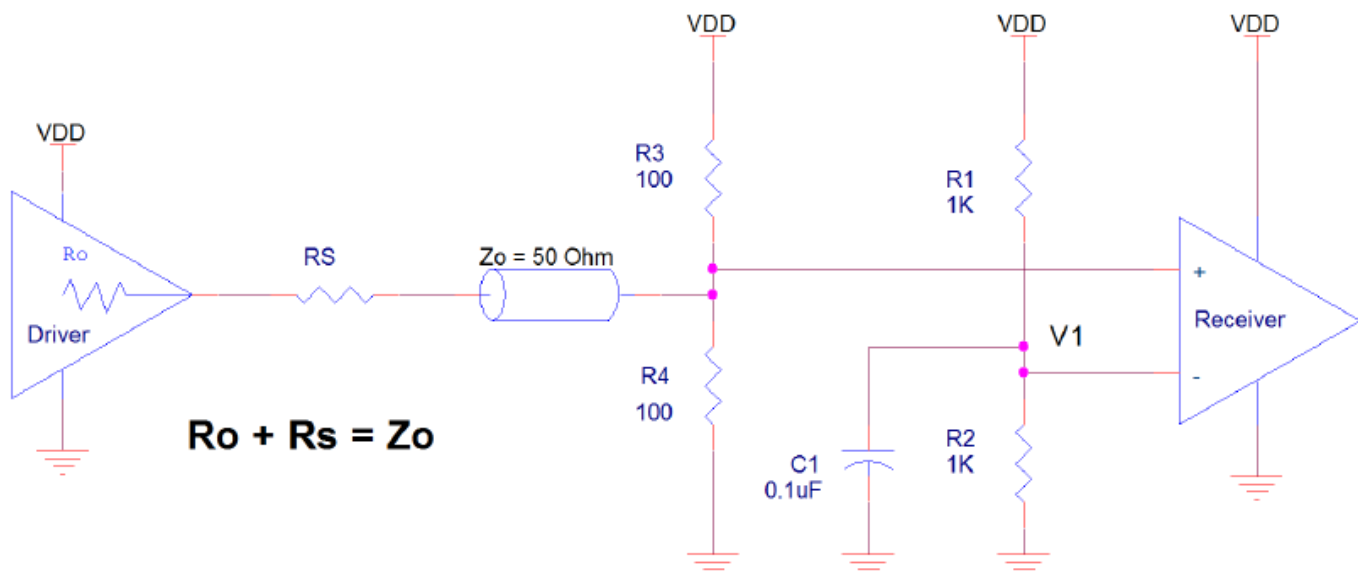 VDD
VDD
VDD
VDD
R3
100
R1
1K
Ro
RS
Zo = 50 Ohm
+
Driver
Receiver
V1
-
R4
100
Ro + Rs = Zo
C1
0.1uF
R2
1K